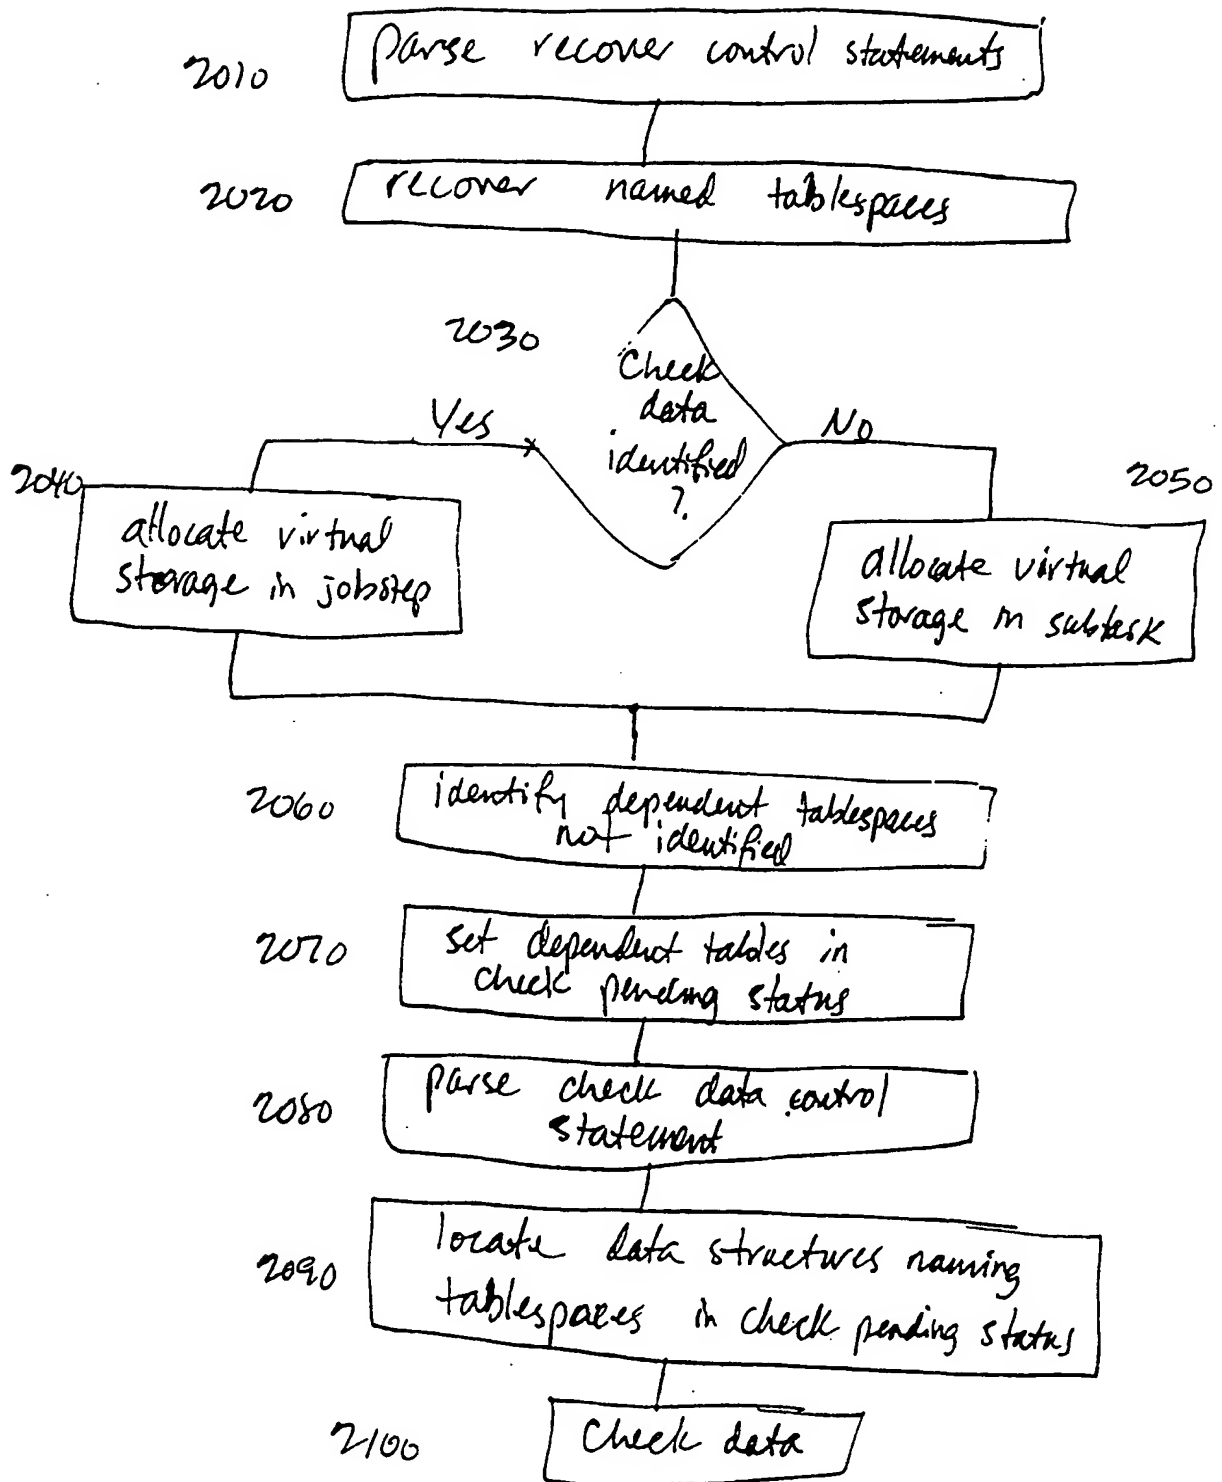 2010
parse recover control statements
2020
recover named tablespaces
2030
Check
data
identified
?
Yes
No
2040
allocate virtual
storage in jobstep
2050
allocate virtual
storage in subtask
2060
identify dependent tablespaces
not identified
2070
set dependent tables in
check pending status
2080
parse check data control
statement
2090
locate data structures naming
tablespaces in check pending status
2100
Check data